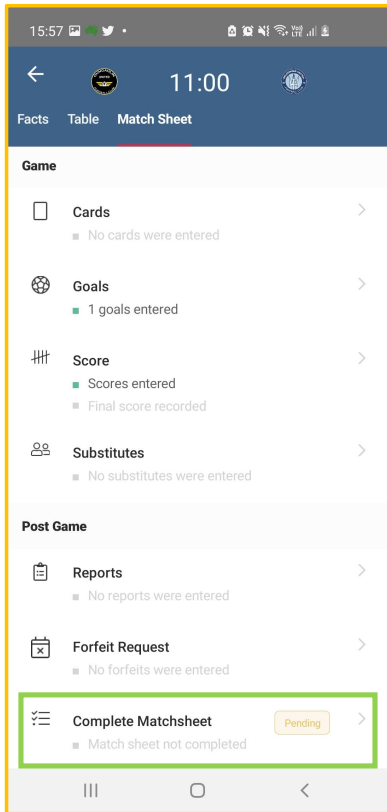 15:57
11:00
Facts Table Match Sheet
Game
Cards
No cards were entered
Goals
1 goals entered
Score
Scores entered
Final score recorded
Substitutes
No substitutes were entered
Post Game
Reports
No reports were entered
Forfeit Request
No forfeits were entered
Complete Matchsheet Pending
Match sheet not completed